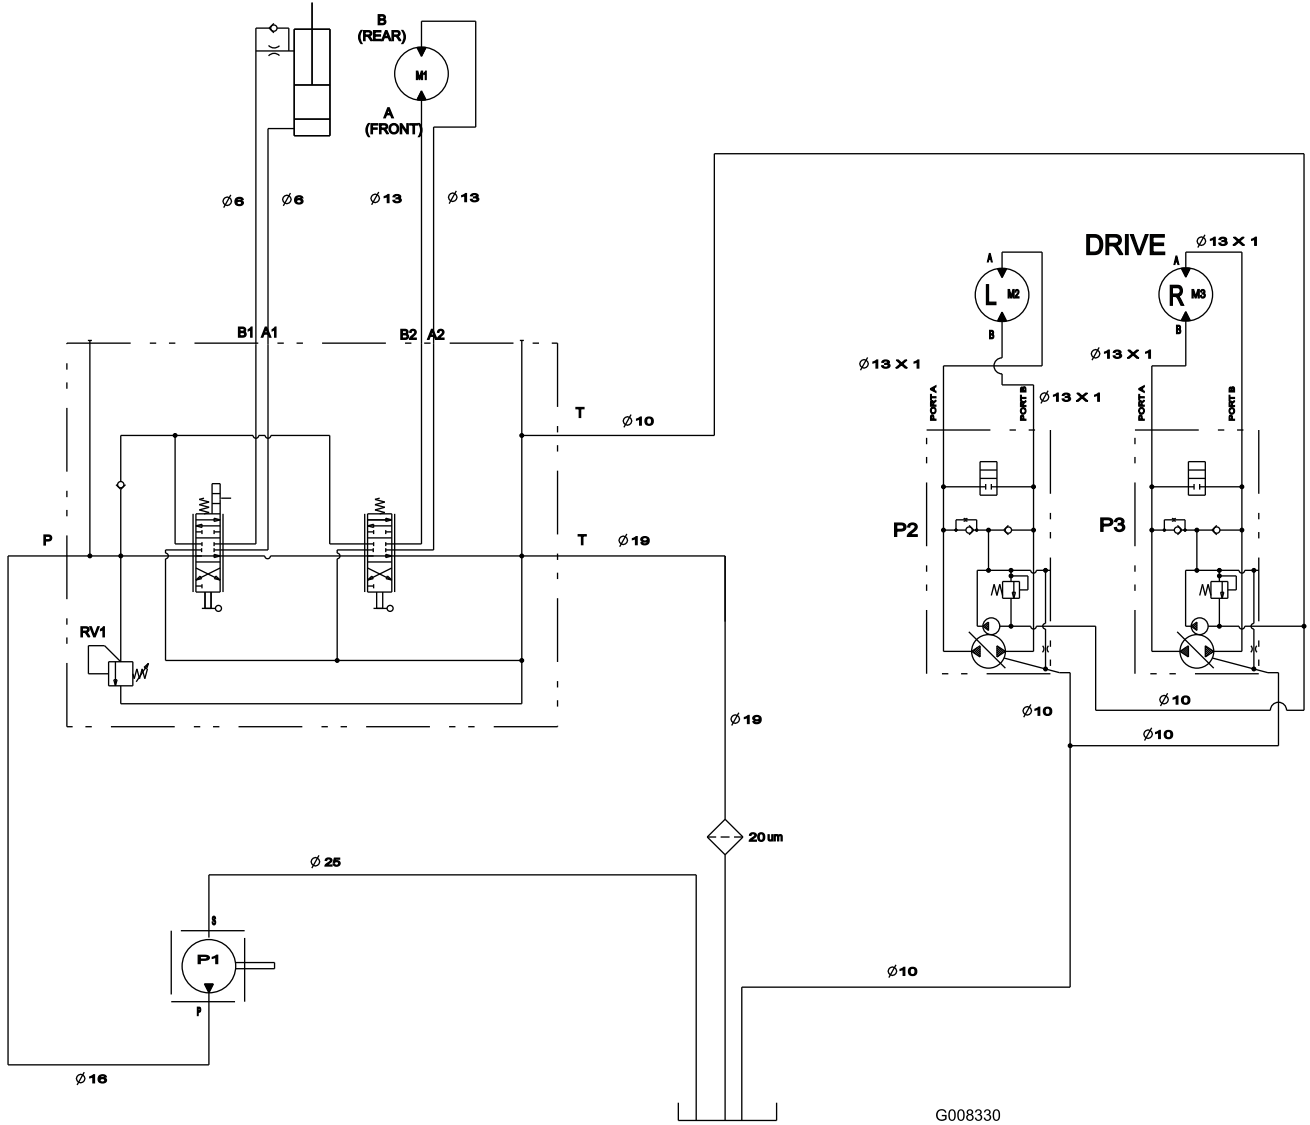 B
(REAR)
M1
A
(FRONT)
Ø6
Ø6
Ø13
Ø13
DRIVE
Ø13 X 1
A
L
M2
B
A
R
M3
B
Ø13 X 1
Ø13 X 1
Ø13 X 1
PORT A
PORT B
PORT A
PORT B
B1
A1
B2
A2
T
Ø10
P
T
Ø19
P2
P3
RV1
Ø19
Ø10
Ø10
Ø10
20um
Ø25
S
P1
P
Ø10
Ø16
G008330